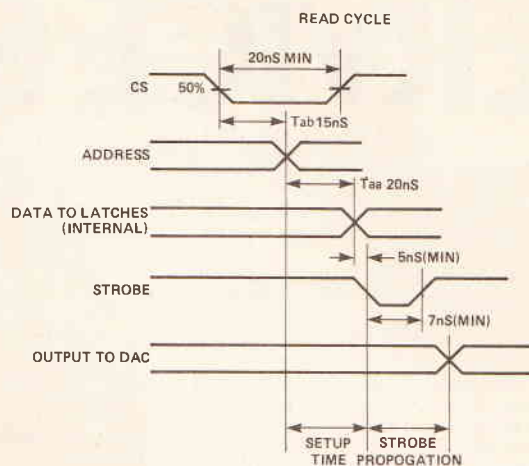 READ CYCLE
20nS MIN
CS 50%
Tab 15nS
ADDRESS
Taa 20nS
DATA TO LATCHES
(INTERNAL)
5nS(MIN)
STROBE
7nS(MIN)
OUTPUT TO DAC
SETUP STROBE
TIME PROPOGATION